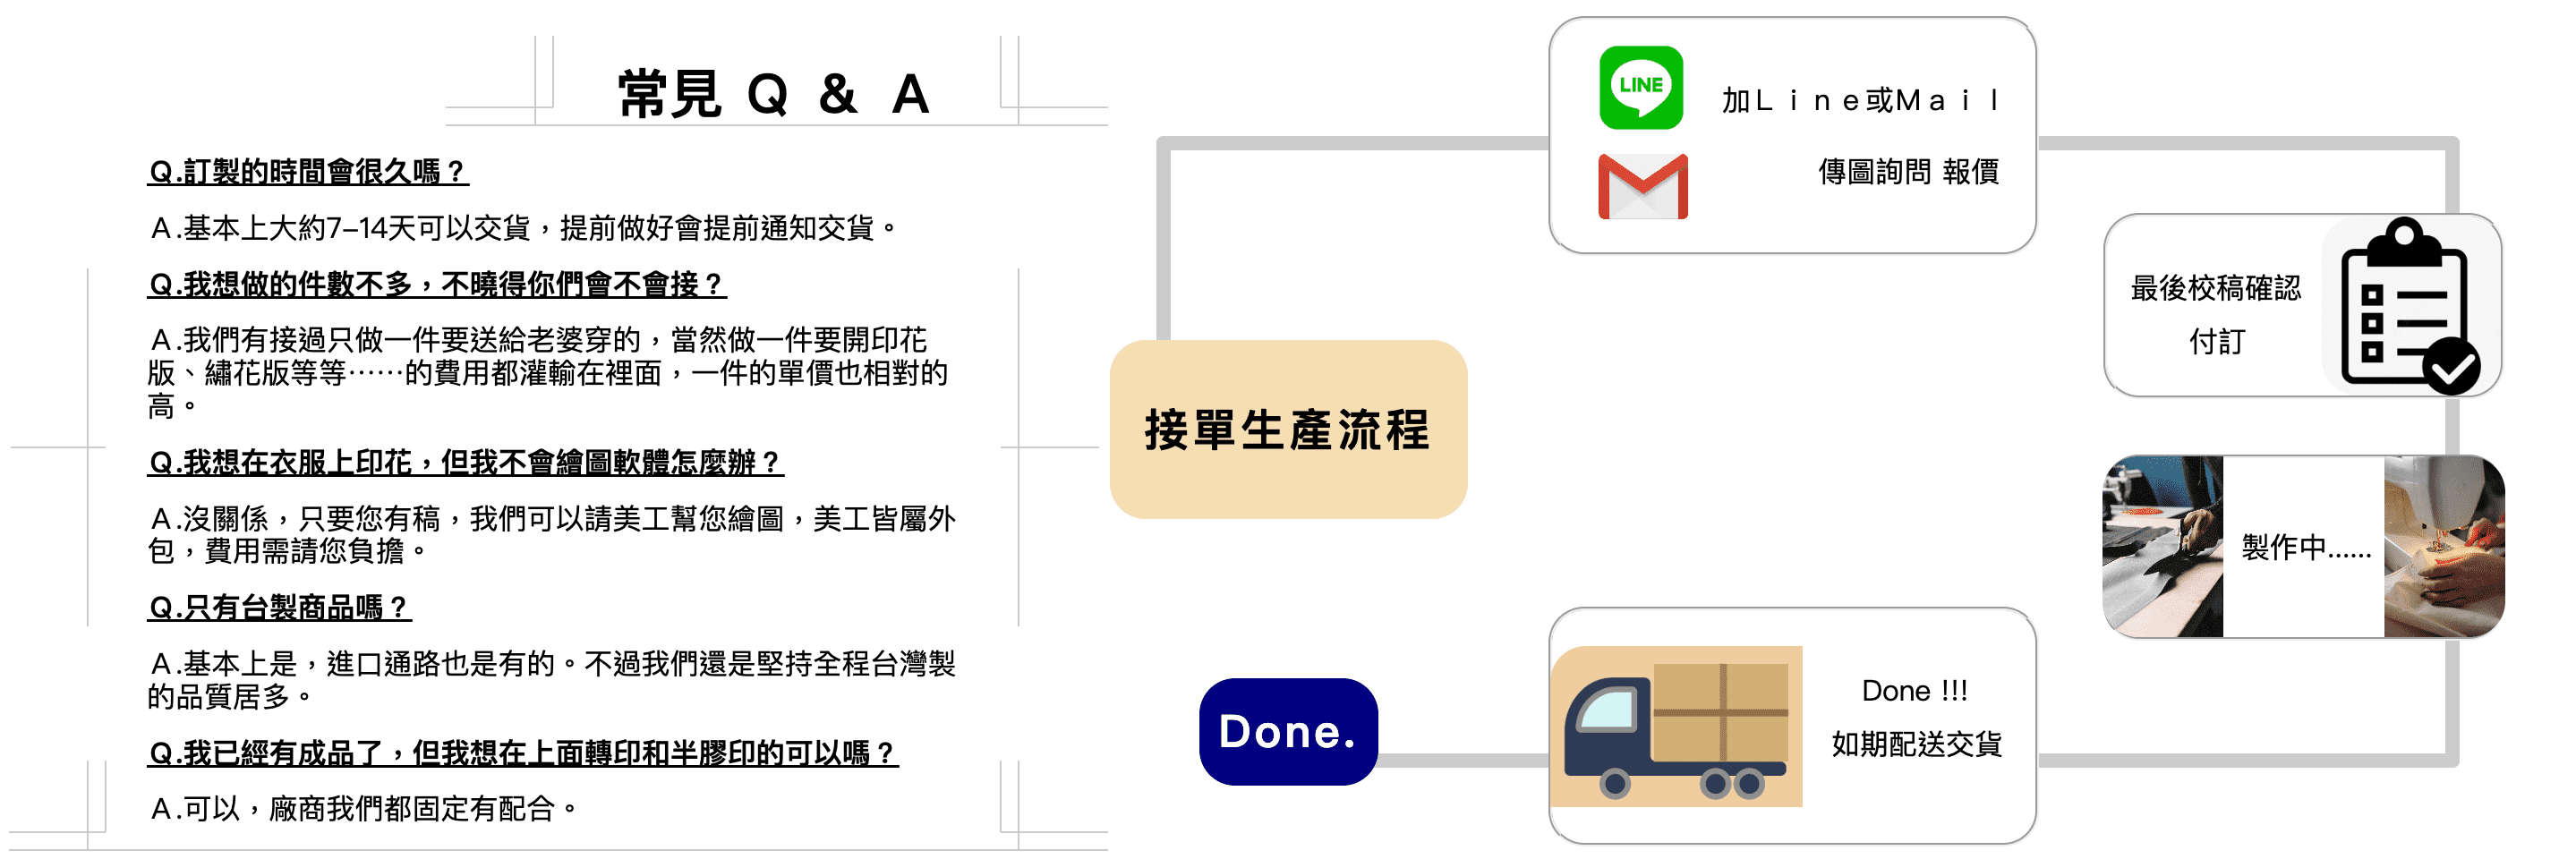 常見 Q & A
Q.訂製的時間會很久嗎？
A.基本上大約7-14天可以交貨，提前做好會提前通知交貨。
Q.我想做的件數不多，不曉得你們會不會接？
A.我們有接過只做一件要送給老婆穿的，當然做一件要開印花
版、繡花版等等⋯⋯的費用都灌輸在裡面，一件的單價也相對的
高。
Q.我想在衣服上印花，但我不會繪圖軟體怎麼辦？
A.沒關係，只要您有稿，我們可以請美工幫您繪圖，美工皆屬外
包，費用需請您負擔。
Q.只有台製商品嗎？
A.基本上是，進口通路也是有的。不過我們還是堅持全程台灣製
的品質居多。
Q.我已經有成品了，但我想在上面轉印和半膠印的可以嗎？
A.可以，廠商我們都固定有配合。
接單生產流程
LINE
加Line或Mail
傳圖詢問 報價
最後校稿確認
付訂
製作中......
Done !!!
如期配送交貨
Done.